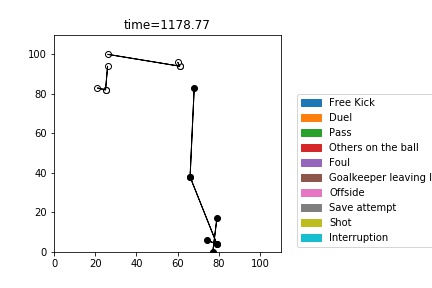 time=1178.77
100
80
60
40
20
0
0 20 40 60 80 100
Free Kick
Duel
Pass
Others on the ball
Foul
Goalkeeper leaving l
Offside
Save attempt
Shot
Interruption